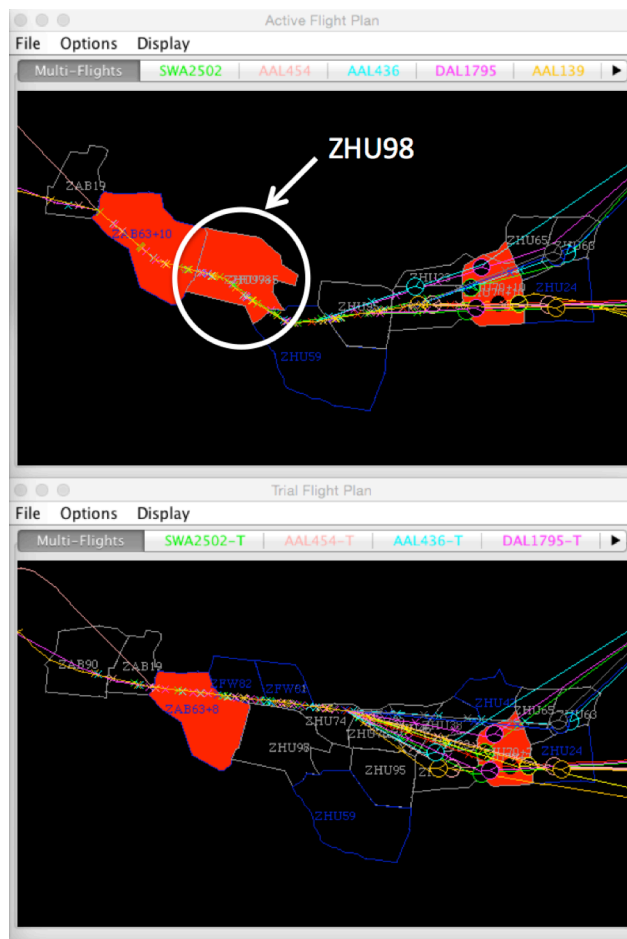 Active Flight Plan
File Options Display
Multi-Flights SWA2502 AAL454 AAL436 DAL1795 AAL139 ▶
ZHU98
ZAB19
ZAB63+10
ZHU65
ZHU63
ZHU24
ZHU59
Trial Flight Plan
File Options Display
Multi-Flights SWA2502-T AAL454-T AAL436-T DAL1795-T ▶
ZAB90
ZAB19
ZFW82
ZFW61
ZAB63+8
ZHU65
ZHU63
ZHU74
ZHU98
ZHU95
ZHU24
ZHU59